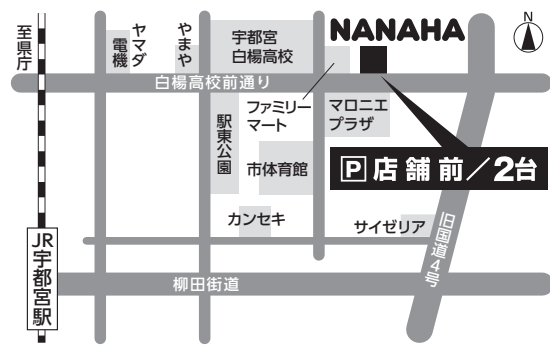 至県庁
ヤマダ
電機
やまや
宇都宮
白楊高校
NANAHA
N
白楊高校前通り
ファミリー
マート
マロニエ
プラザ
駅東公園
市体育館
P 店舗前／2台
カンセキ
サイゼリア
旧国道4号
JR宇都宮駅
柳田街道